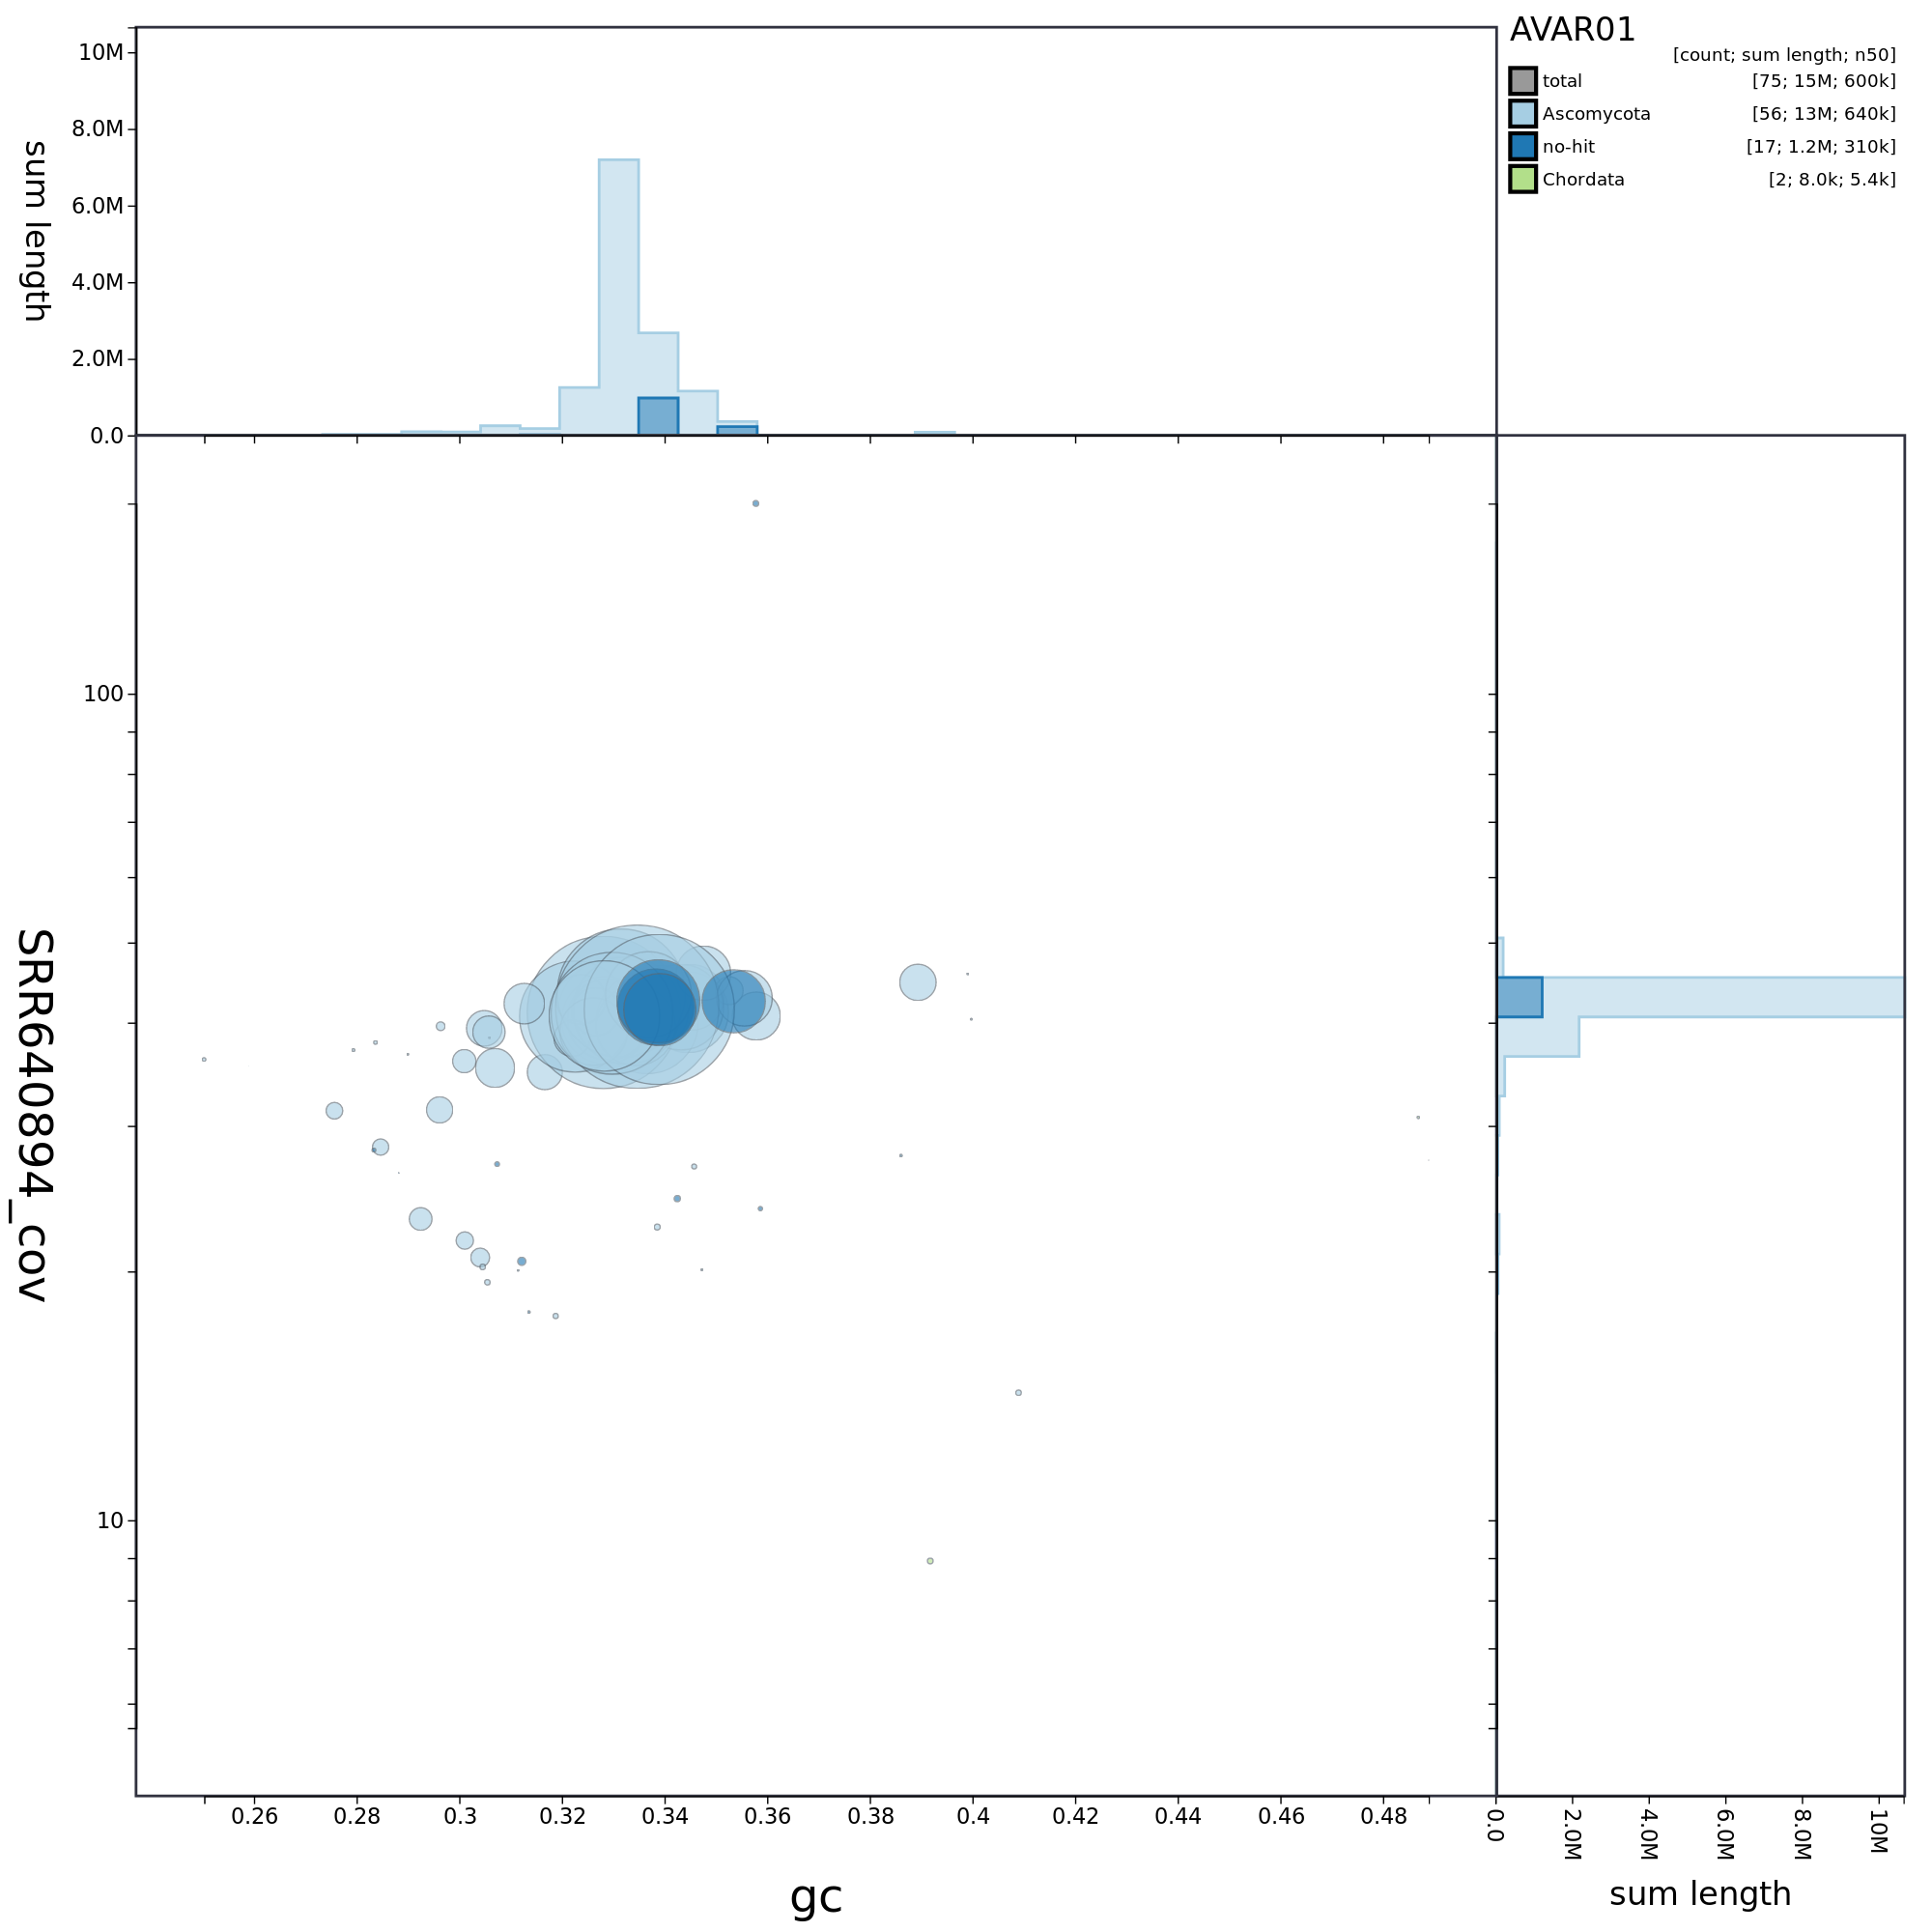 AVAR01
[count; sum length; n50]
total [75; 15M; 600k]
Ascomycota [56; 13M; 640k]
no-hit [17; 1.2M; 310k]
Chordata [2; 8.0k; 5.4k]
sum length
10M
8.0M
6.0M
4.0M
2.0M
0.0
SRR640894_cov
100
10
0.26 0.28 0.3 0.32 0.34 0.36 0.38 0.4 0.42 0.44 0.46 0.48
gc
0.0 2.0M 4.0M 6.0M 8.0M 10M
sum length